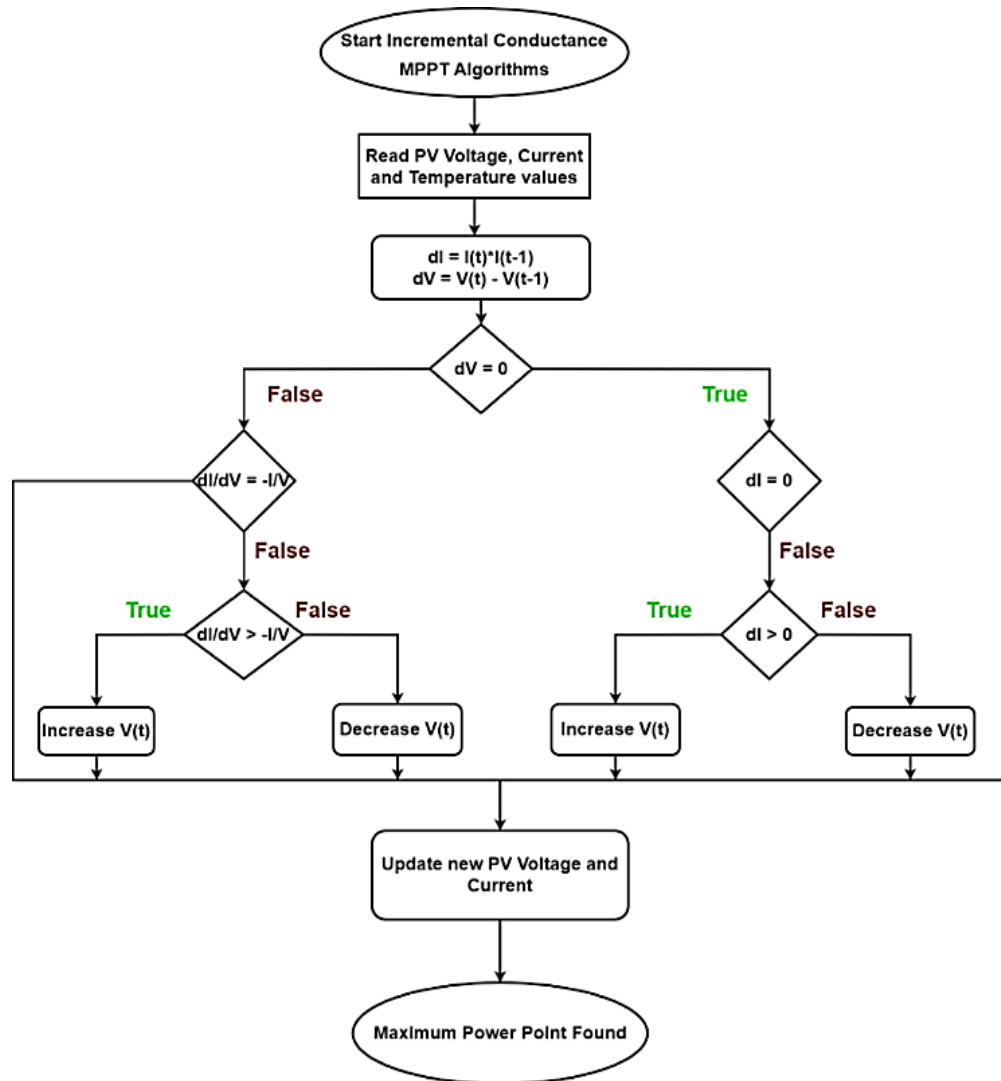 Start Incremental Conductance
MPPT Algorithms
Read PV Voltage, Current
and Temperature values
dI = I(t)*I(t-1)
dV = V(t) - V(t-1)
dV = 0
False
True
dI/dV = -I/V
dI = 0
False
False
True
dI/dV > -I/V
False
True
dI > 0
False
Increase V(t)
Decrease V(t)
Increase V(t)
Decrease V(t)
Update new PV Voltage and
Current
Maximum Power Point Found